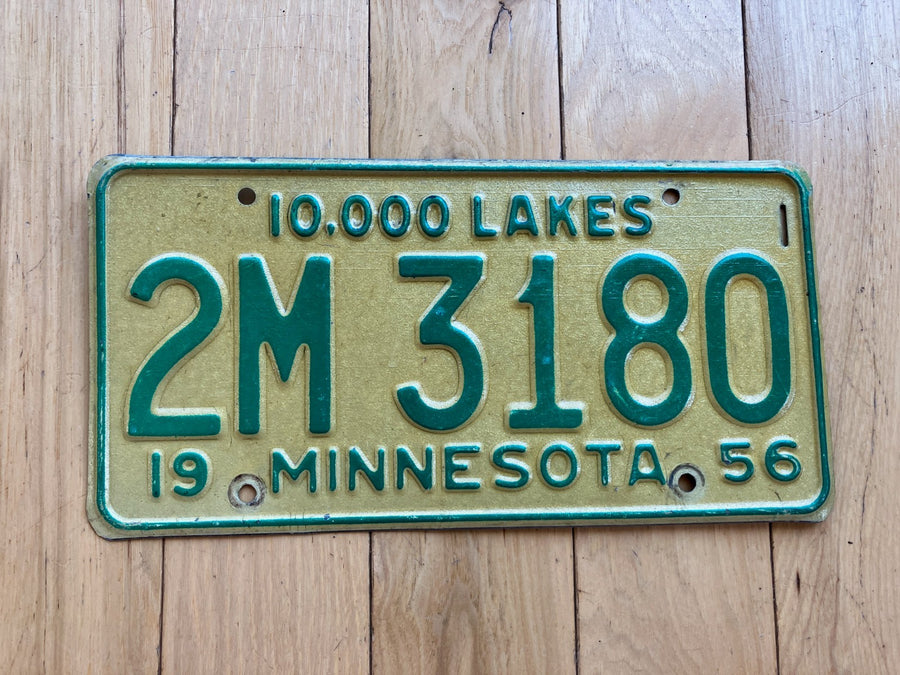 10,000 LAKES
2M 3180
19 MINNESOTA 56